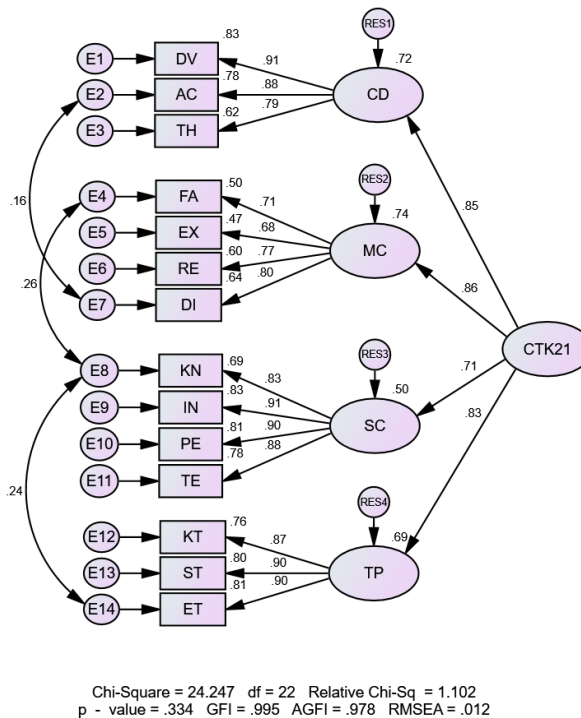 RES1
.83
.72
E1
DV
.91
.78
E2
AC
.88
CD
.79
.62
E3
TH
.16
RES2
.85
E4
.50
FA
.71
.74
.47
E5
EX
.68
MC
.60
.77
E6
RE
.64
.26
.80
E7
DI
.86
RES3
CTK21
.69
.71
E8
KN
.83
.50
.83
.83
E9
IN
.91
SC
.81
.90
E10
PE
.78
.88
E11
TE
.24
RES4
.76
E12
KT
.87
.69
.80
E13
ST
.90
TP
.81
.90
E14
ET
Chi-Square = 24.247 df = 22 Relative Chi-Sq = 1.102
p - value = .334 GFI = .995 AGFI = .978 RMSEA = .012